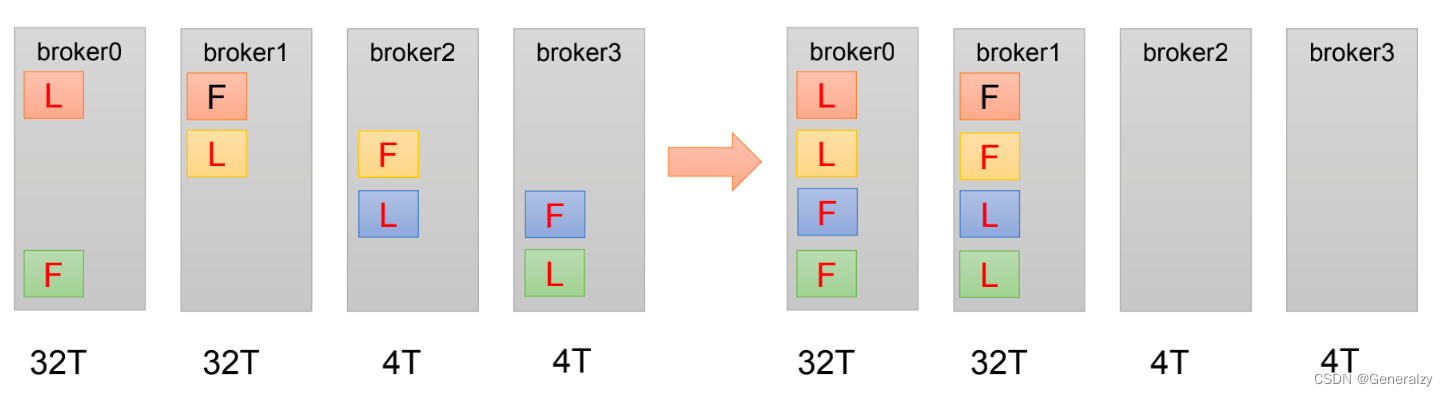 broker0 broker1 broker2 broker3 broker0 broker1 broker2 broker3
L F L F
L F L F
L F F L
F L F L
32T 32T 4T 4T 32T 32T 4T 4T
CSDN @Generalzy